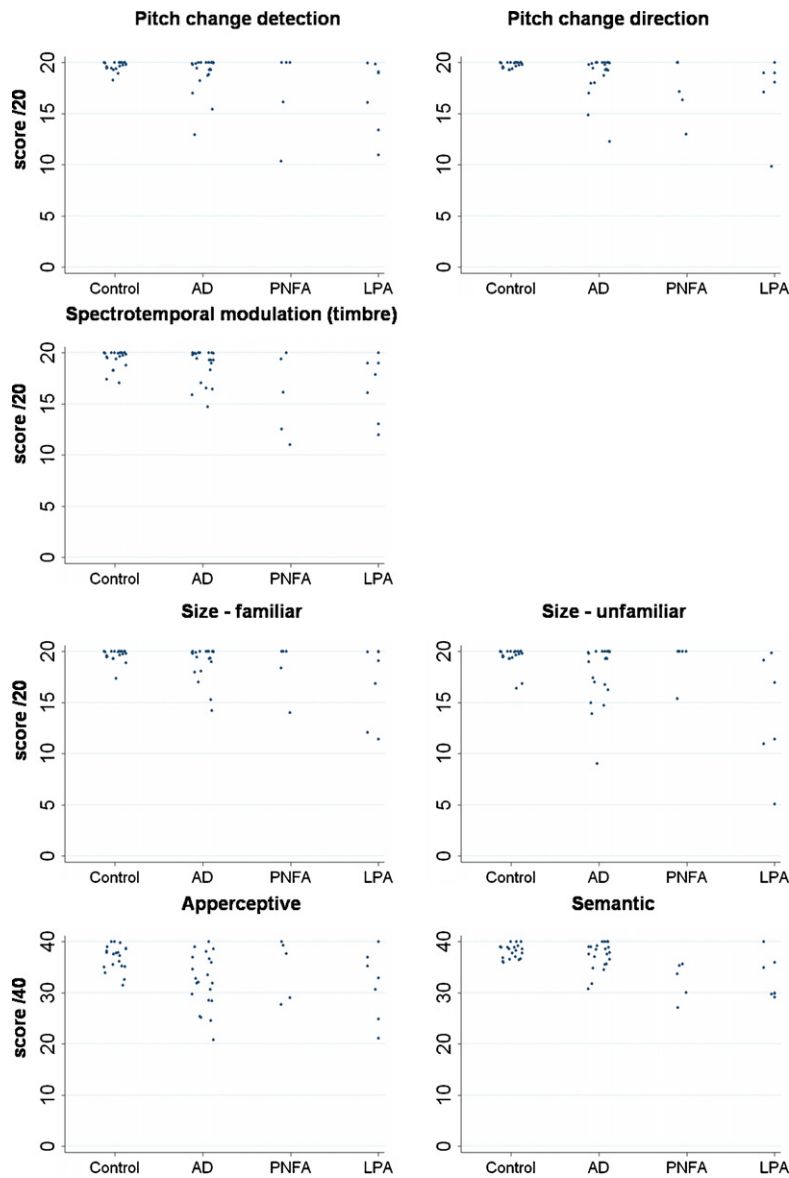 Pitch change detection
Pitch change direction
score /20
20
15
10
5
0
Control AD PNFA LPA
20
15
10
5
0
Control AD PNFA LPA
Spectrotemporal modulation (timbre)
score /20
20
15
10
5
0
Control AD PNFA LPA
Size - familiar
Size - unfamiliar
score /20
20
15
10
5
0
Control AD PNFA LPA
20
15
10
5
0
Control AD PNFA LPA
Apperceptive
Semantic
score /40
40
30
20
10
0
Control AD PNFA LPA
40
30
20
10
0
Control AD PNFA LPA